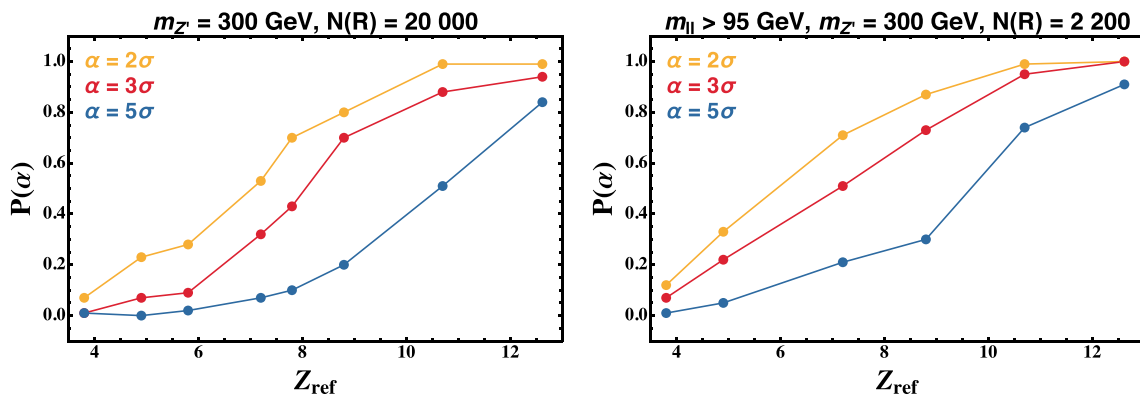 m_Z' = 300 GeV, N(R) = 20 000
α = 2σ
α = 3σ
α = 5σ
P(α)
1.0
0.8
0.6
0.4
0.2
0.0
4 6 8 10 12
Z_ref
m_ll > 95 GeV, m_Z' = 300 GeV, N(R) = 2 200
α = 2σ
α = 3σ
α = 5σ
P(α)
1.0
0.8
0.6
0.4
0.2
0.0
4 6 8 10 12
Z_ref